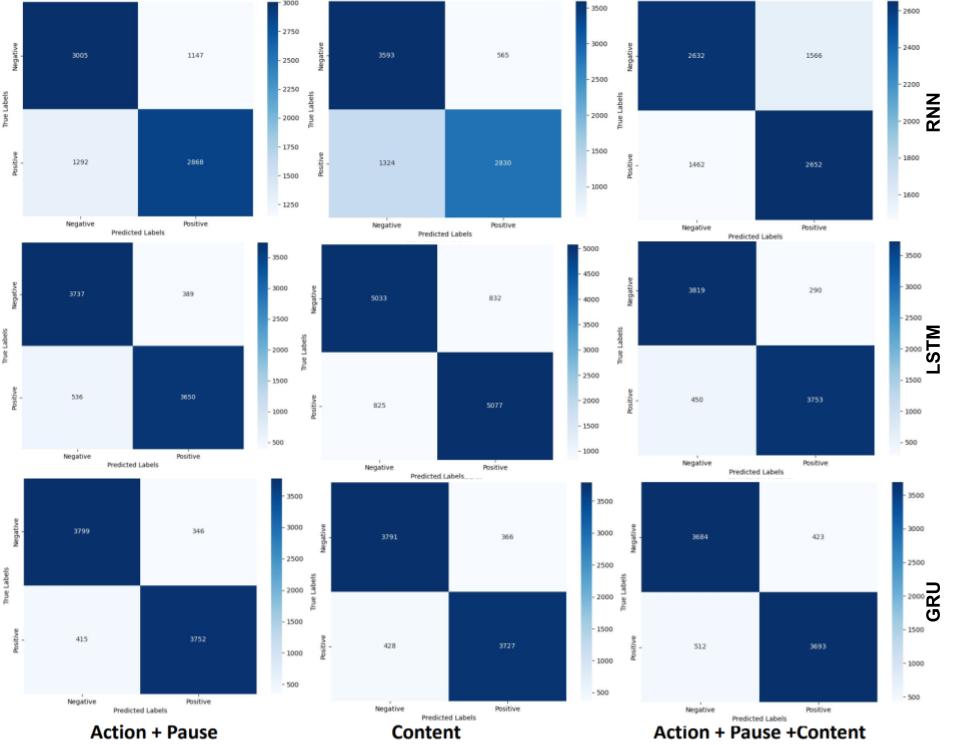 3005 1147
1292 2868
Negative Positive
True Labels
Negative Positive
Predicted Labels
3000
2750
2500
2250
2000
1750
1500
1250
3593 565
1324 2830
Negative Positive
True Labels
Negative Positive
Predicted Labels
3500
3000
2500
2000
1500
1000
2632 1566
1462 2652
Negative Positive
True Labels
Negative Positive
Predicted Labels
2600
2400
2200
2000
1800
1600
RNN
3737 389
536 3650
Negative Positive
True Labels
Negative Positive
Predicted Labels
3500
3000
2500
2000
1500
1000
500
5033 832
825 5077
Negative Positive
True Labels
Negative Positive
Predicted Labels
5000
4500
4000
3500
3000
2500
2000
1500
1000
3819 290
450 3753
Negative Positive
True Labels
Negative Positive
Predicted Labels
3500
3000
2500
2000
1500
1000
500
LSTM
3799 346
415 3752
Negative Positive
True Labels
Negative Positive
Predicted Labels
3500
3000
2500
2000
1500
1000
500
3791 366
428 3727
Negative Positive
True Labels
Negative Positive
Predicted Labels
3500
3000
2500
2000
1500
1000
500
3684 423
512 3693
Negative Positive
True Labels
Negative Positive
Predicted Labels
3500
3000
2500
2000
1500
1000
500
GRU
Action + Pause
Content
Action + Pause +Content